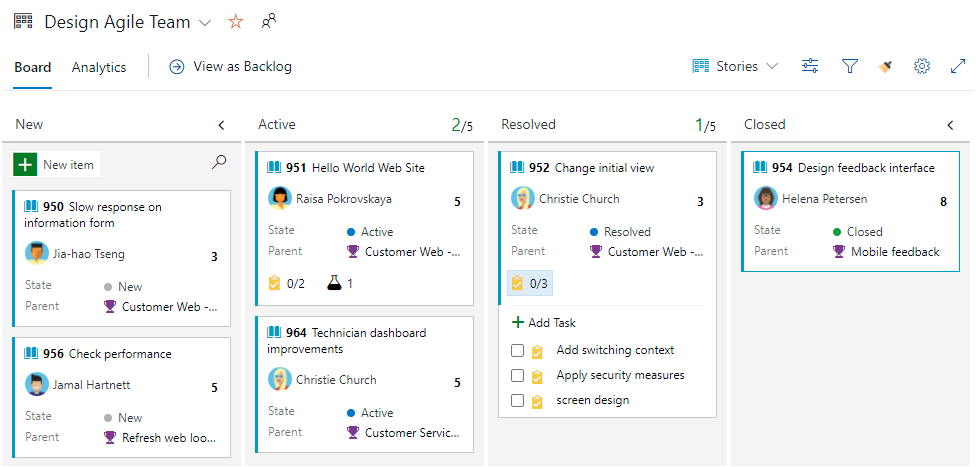 Design Agile Team
Board Analytics View as Backlog Stories
New
New item
950 Slow response on
information form
Jia-hao Tseng 3
State New
Parent Customer Web -...
956 Check performance
Jamal Hartnett 5
State New
Parent Refresh web loo...
Active 2/5
951 Hello World Web Site
Raisa Pokrovskaya 5
State Active
Parent Customer Web -...
0/2 1
964 Technician dashboard
improvements
Christie Church 5
State Active
Parent Customer Servic...
Resolved 1/5
952 Change initial view
Christie Church 3
State Resolved
Parent Customer Web -...
0/3
Add Task
Add switching context
Apply security measures
screen design
Closed
954 Design feedback interface
Helena Petersen 8
State Closed
Parent Mobile feedback